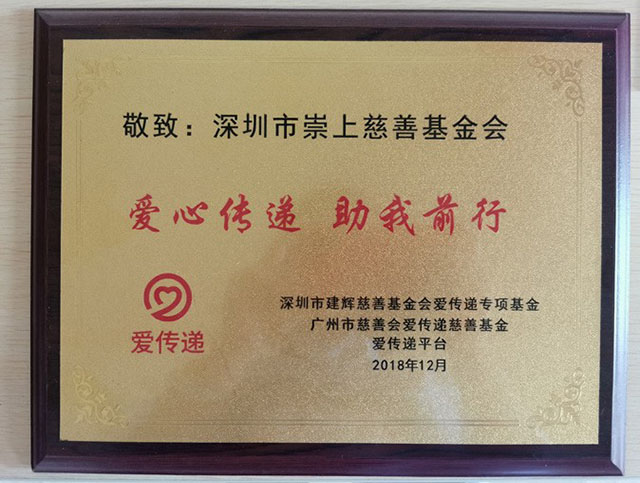 敬致：深圳市崇上慈善基金会
爱心传递 助我前行
爱传递
深圳市建辉慈善基金会爱传递专项基金
广州市慈善会爱传递慈善基金
爱传递平台
2018年12月